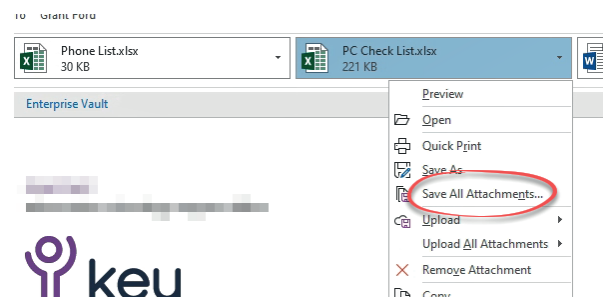 To Grant Ford
Phone List.xlsx
30 KB
PC Check List.xlsx
221 KB
Enterprise Vault
Preview
Open
Quick Print
Save As
Save All Attachments...
Upload
Upload All Attachments
Remove Attachment
Copy
key